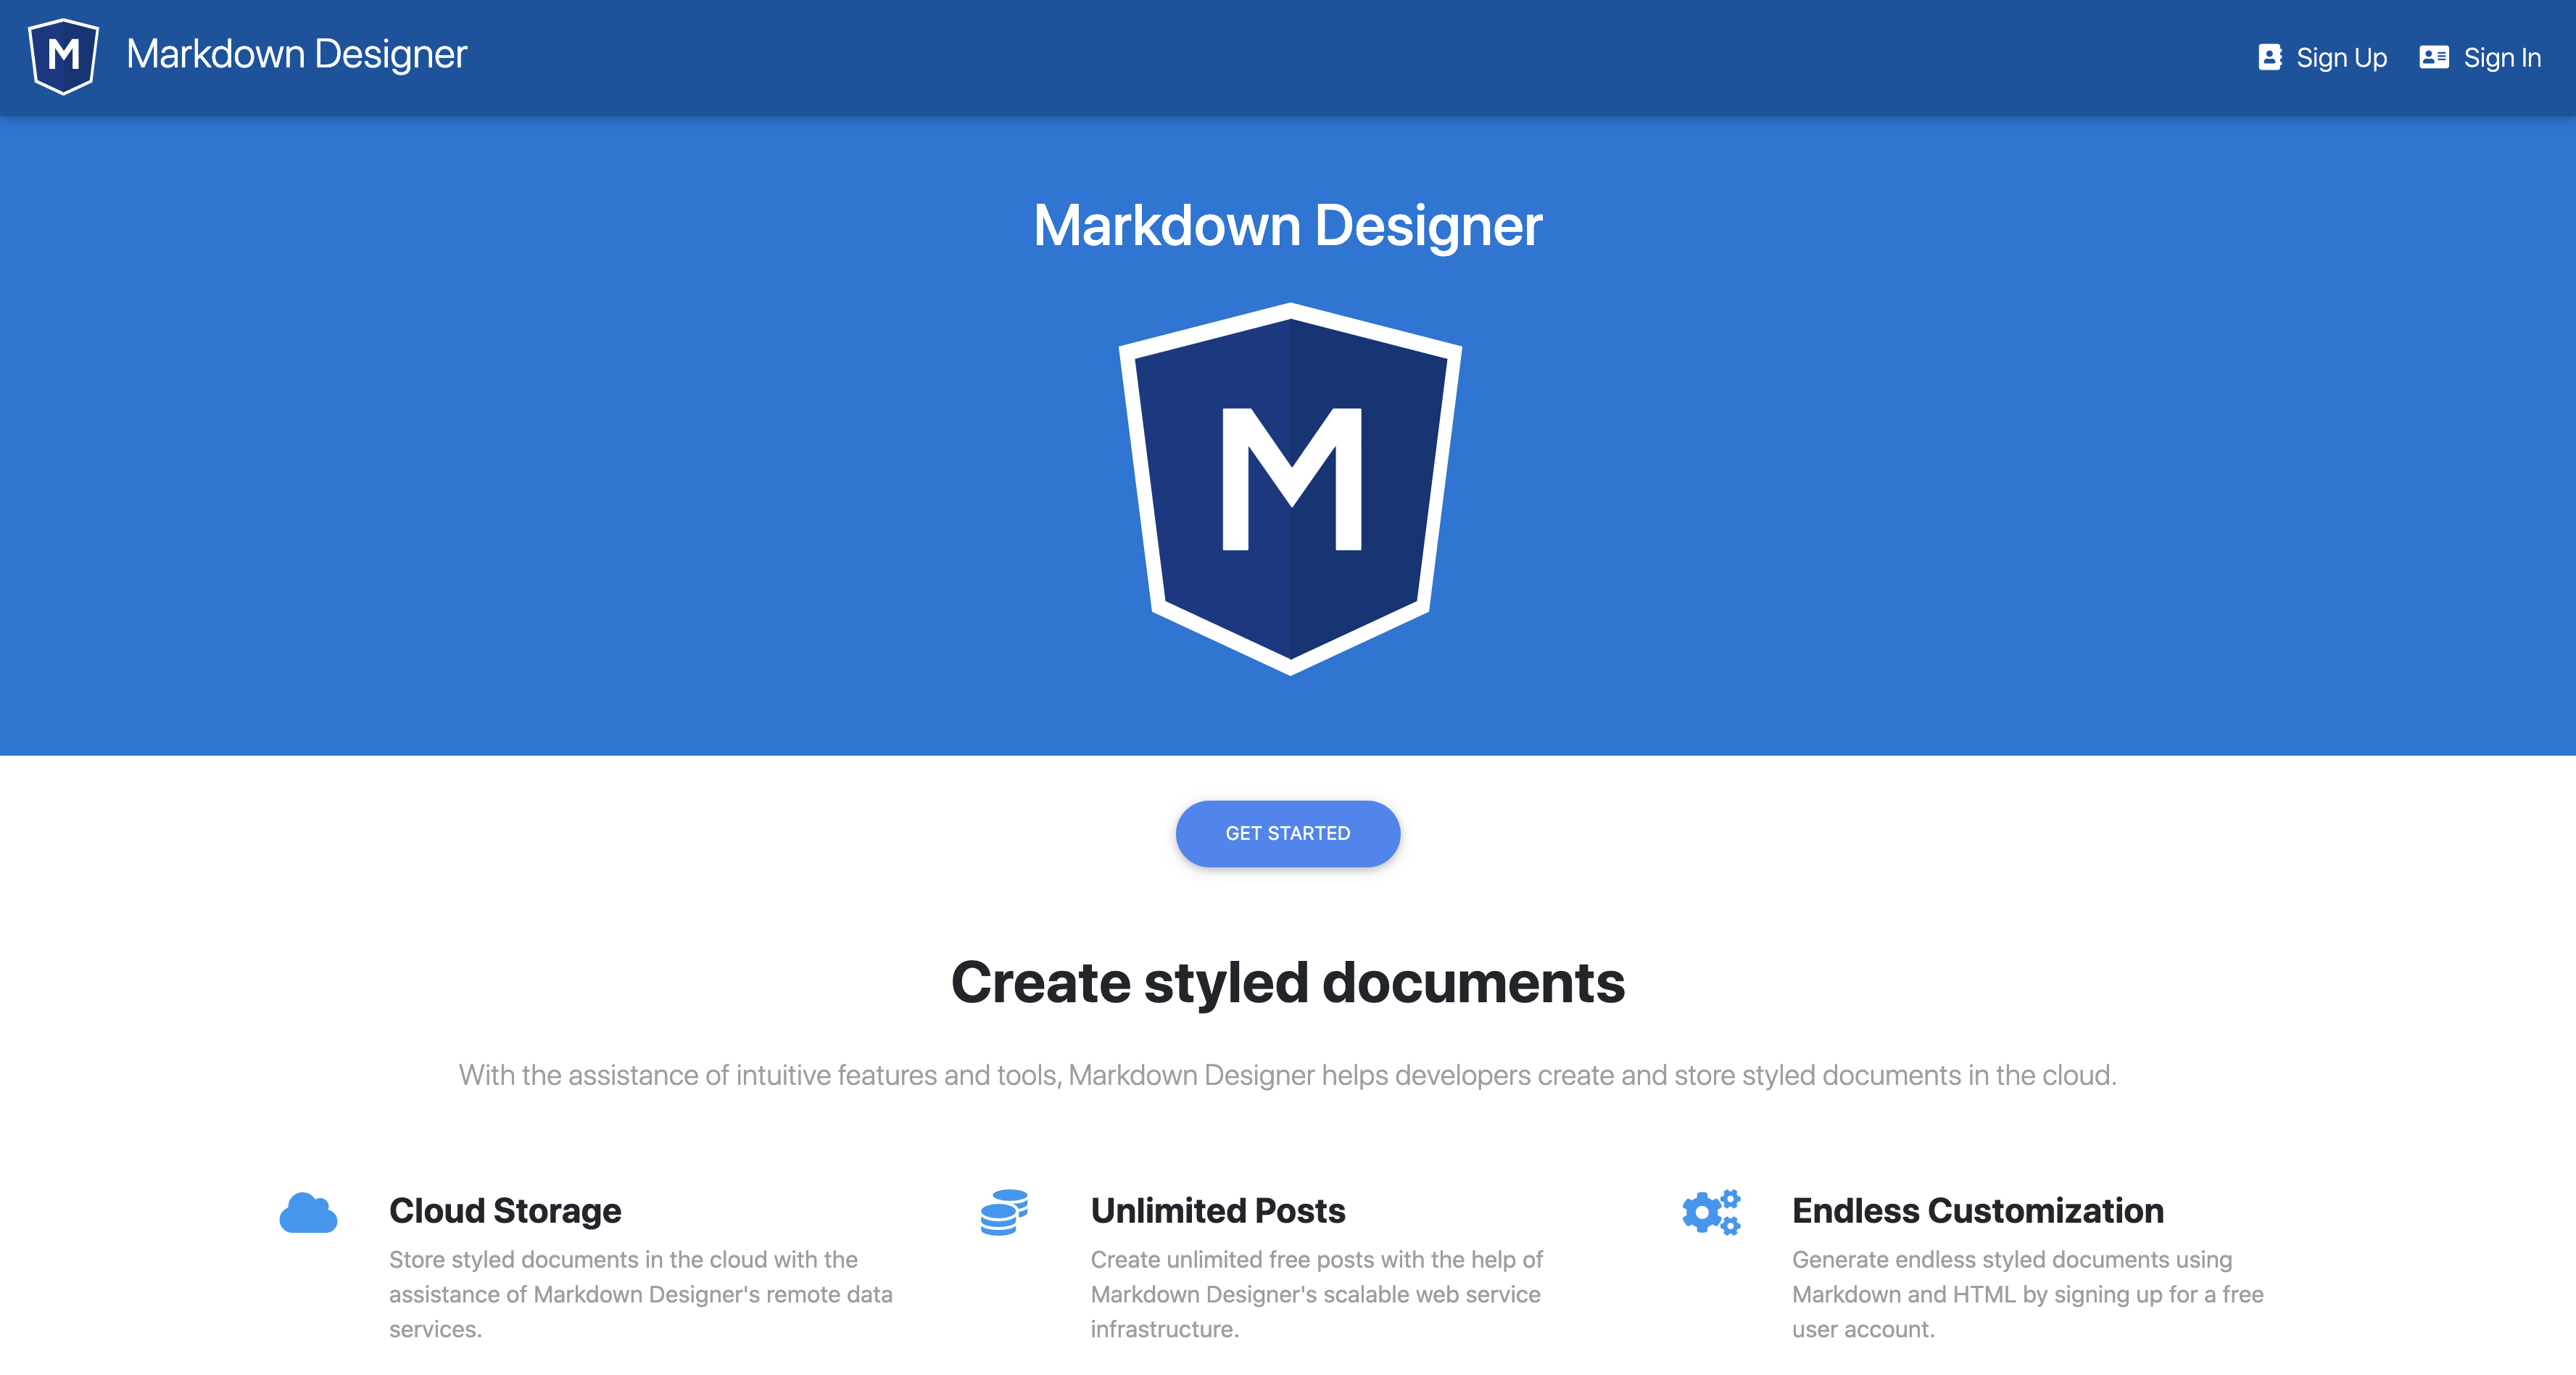 M
Markdown Designer
Sign Up
Sign In
Markdown Designer
M
GET STARTED
Create styled documents
With the assistance of intuitive features and tools, Markdown Designer helps developers create and store styled documents in the cloud.
Cloud Storage
Store styled documents in the cloud with the
assistance of Markdown Designer's remote data
services.
Unlimited Posts
Create unlimited free posts with the help of
Markdown Designer's scalable web service
infrastructure.
Endless Customization
Generate endless styled documents using
Markdown and HTML by signing up for a free
user account.